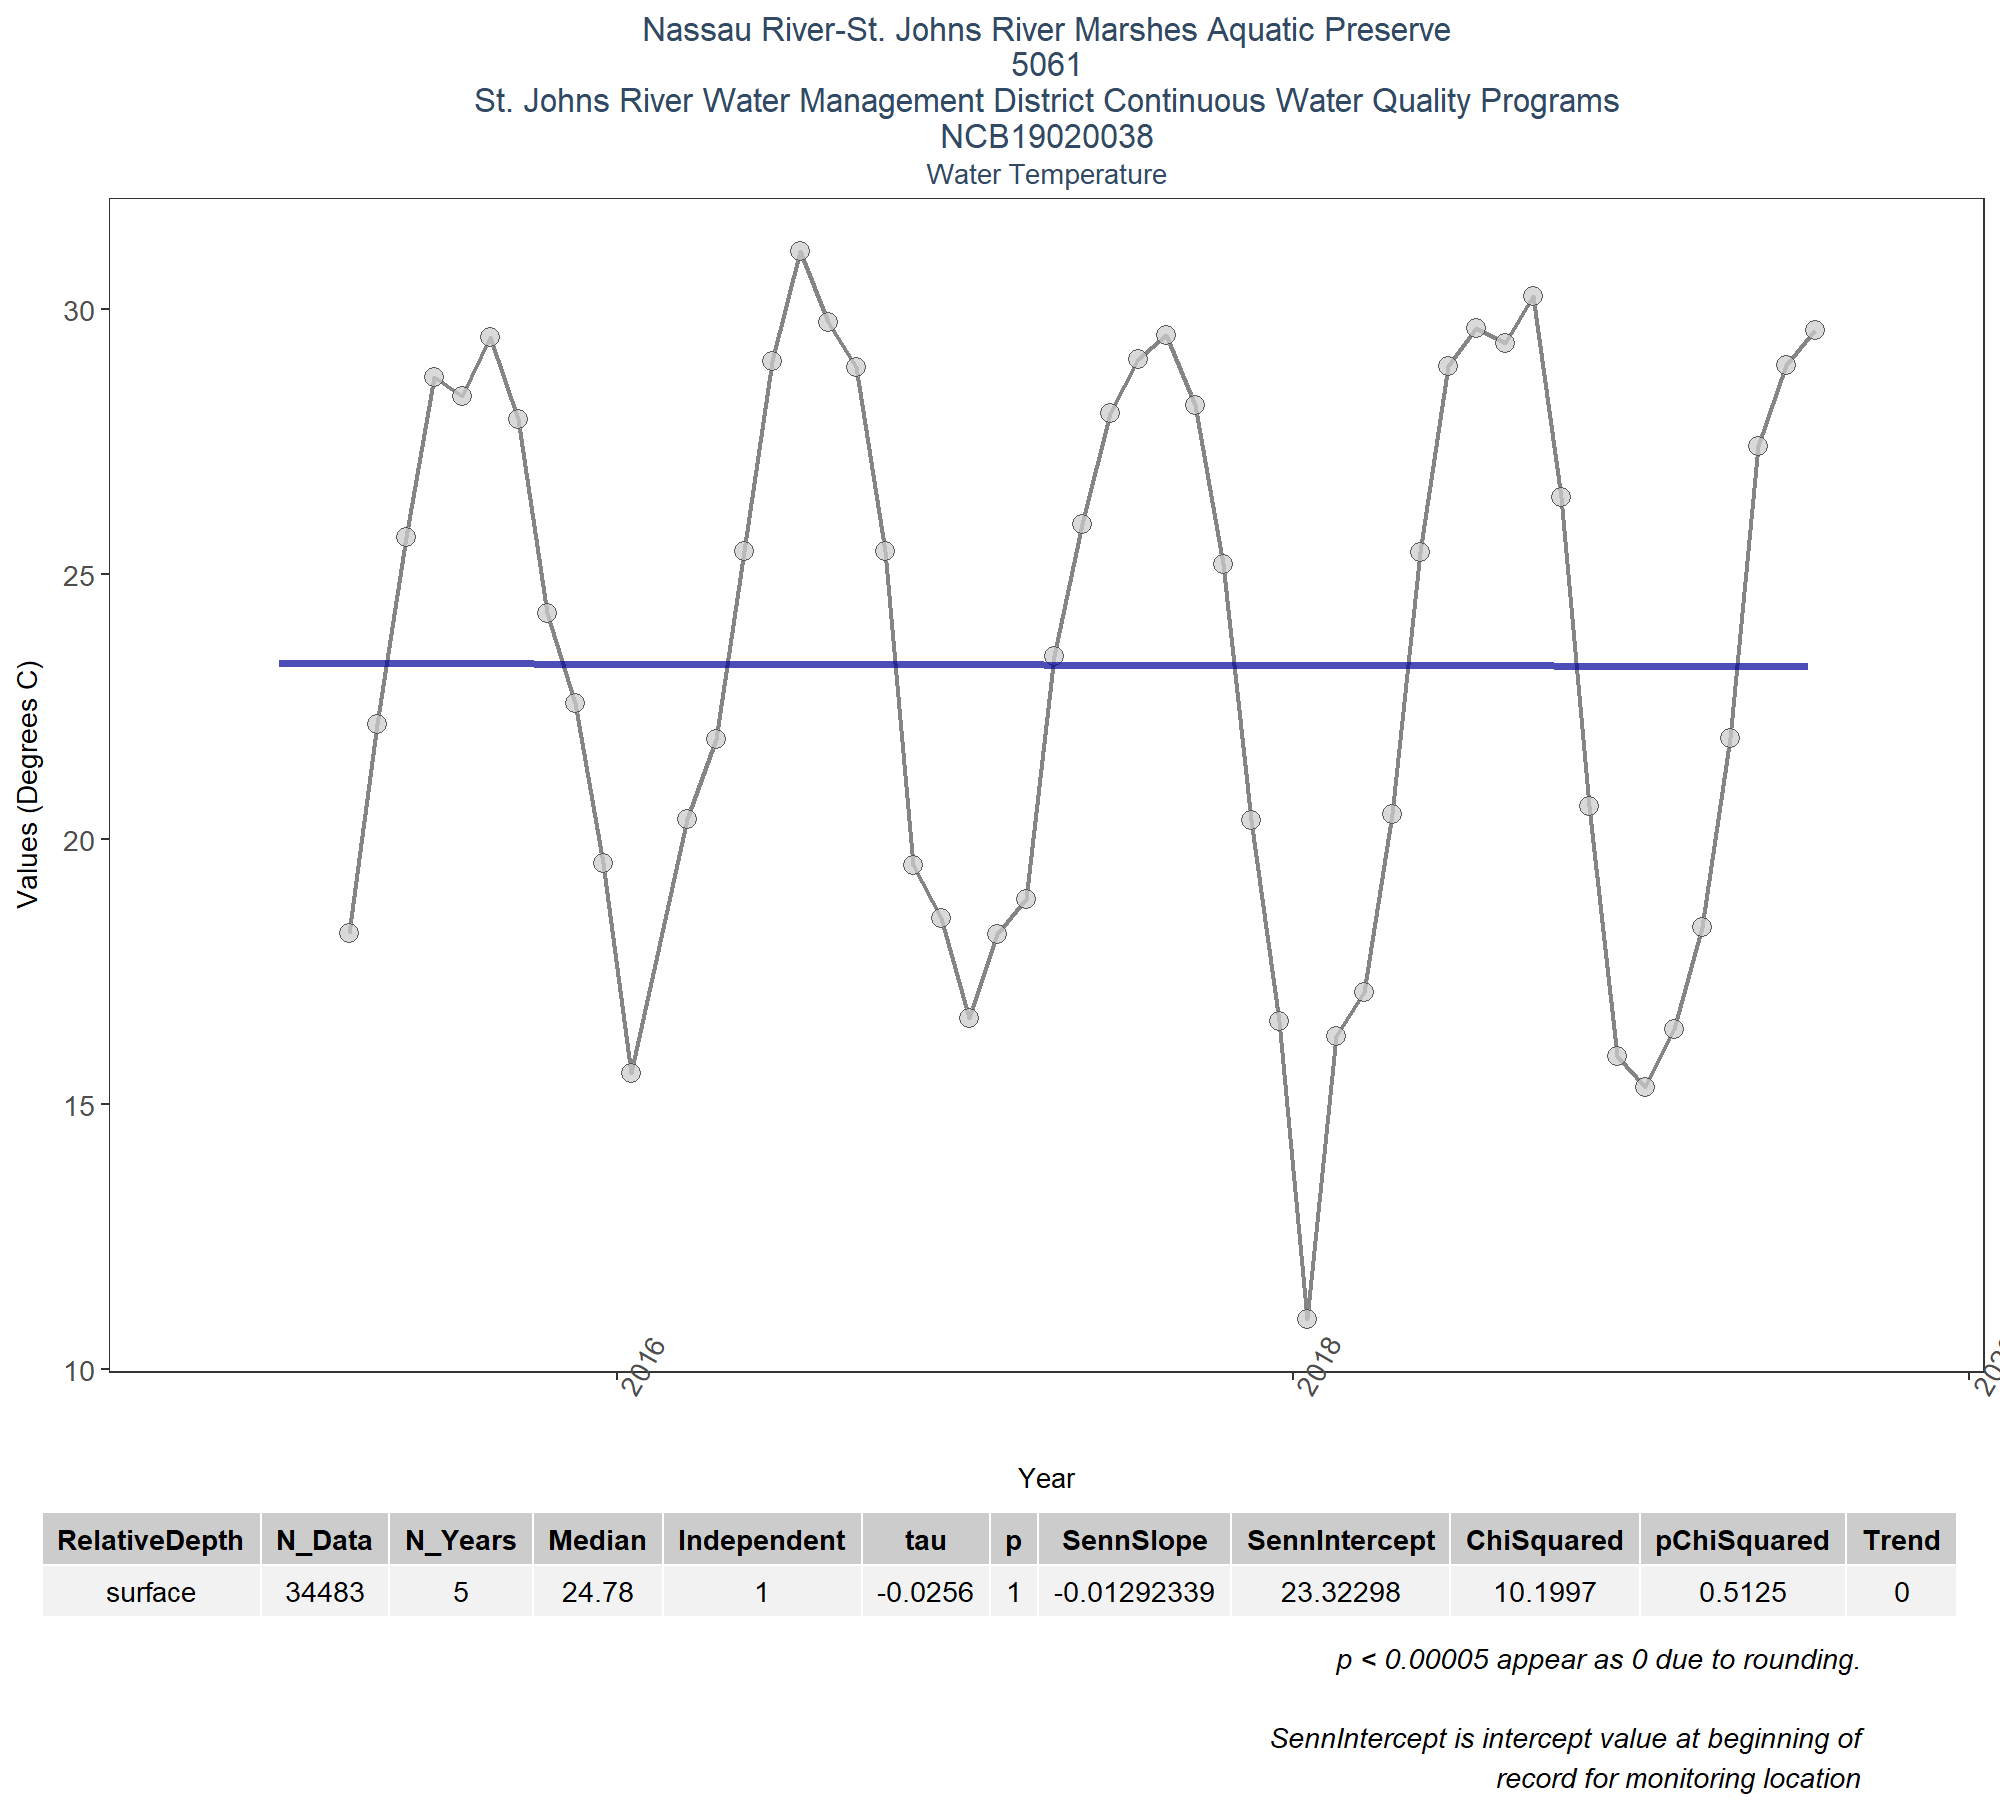 Nassau River-St. Johns River Marshes Aquatic Preserve
5061
St. Johns River Water Management District Continuous Water Quality Programs
NCB19020038
Water Temperature
30
25
20
15
10
Values (Degrees C)
2016
2018
Year
RelativeDepth N_Data N_Years Median Independent tau p SennSlope SennIntercept ChiSquared pChiSquared Trend
surface 34483 5 24.78 1 -0.0256 1 -0.01292339 23.32298 10.1997 0.5125 0
p < 0.00005 appear as 0 due to rounding.
SennIntercept is intercept value at beginning of
record for monitoring location